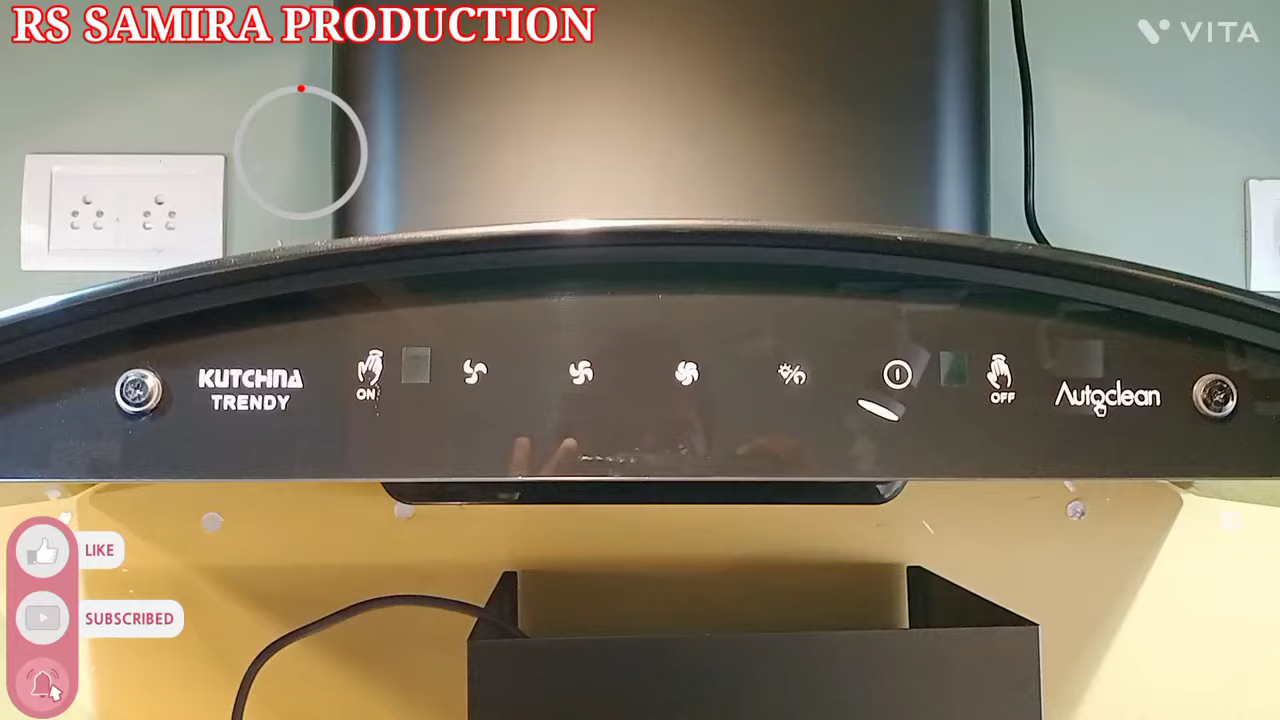 RS SAMIRA PRODUCTION
VITA
KUTCHNA
TRENDY
ON
OFF
Autoclean
LIKE
SUBSCRIBED